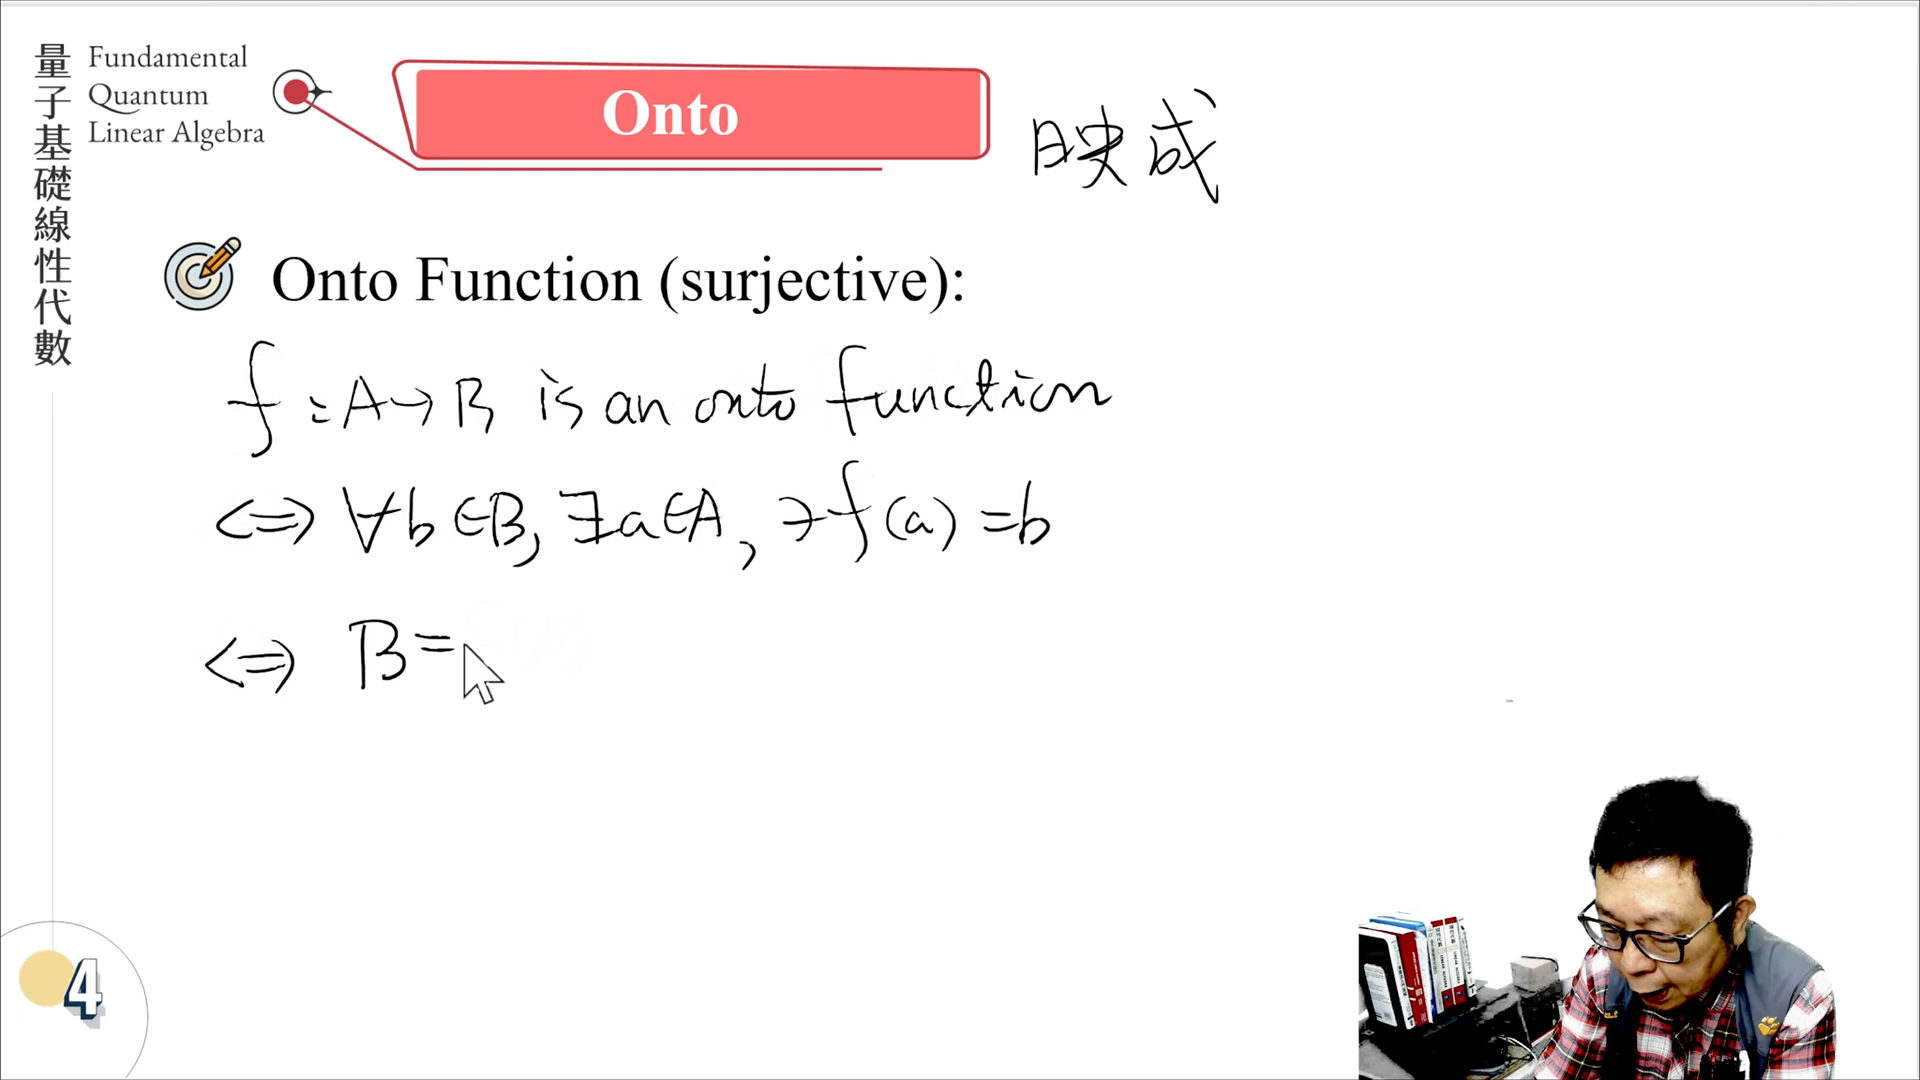 量子基礎線性代數
Fundamental
Quantum
Linear Algebra
Onto
映成
Onto Function (surjective):
f : A → B is an onto function
⟺ ∀b ∈ B, ∃a ∈ A, ∋ f(a) = b
⟺ B =
4